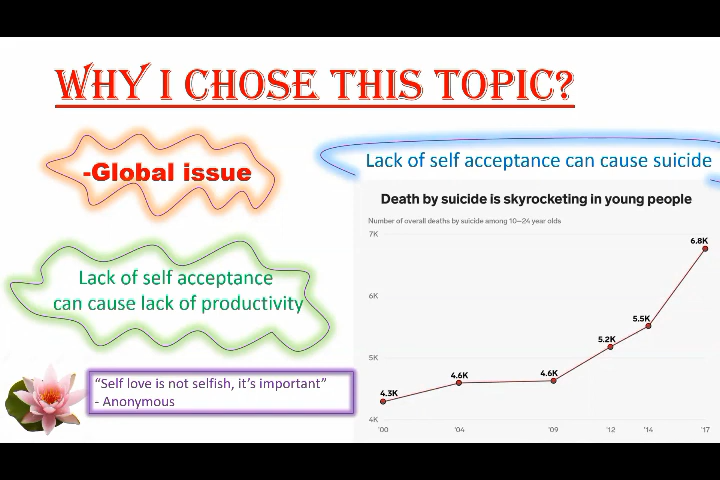 WHY I CHOSE THIS TOPIC?
-Global issue
Lack of self acceptance can cause suicide
Lack of self acceptance
can cause lack of productivity
“Self love is not selfish, it’s important”
- Anonymous
Death by suicide is skyrocketing in young people
Number of overall deaths by suicide among 10—24 year olds
7K
6K
5K
4K
4.3K
4.6K
4.6K
5.2K
5.5K
6.8K
'00
'04
'09
'12
'14
'17